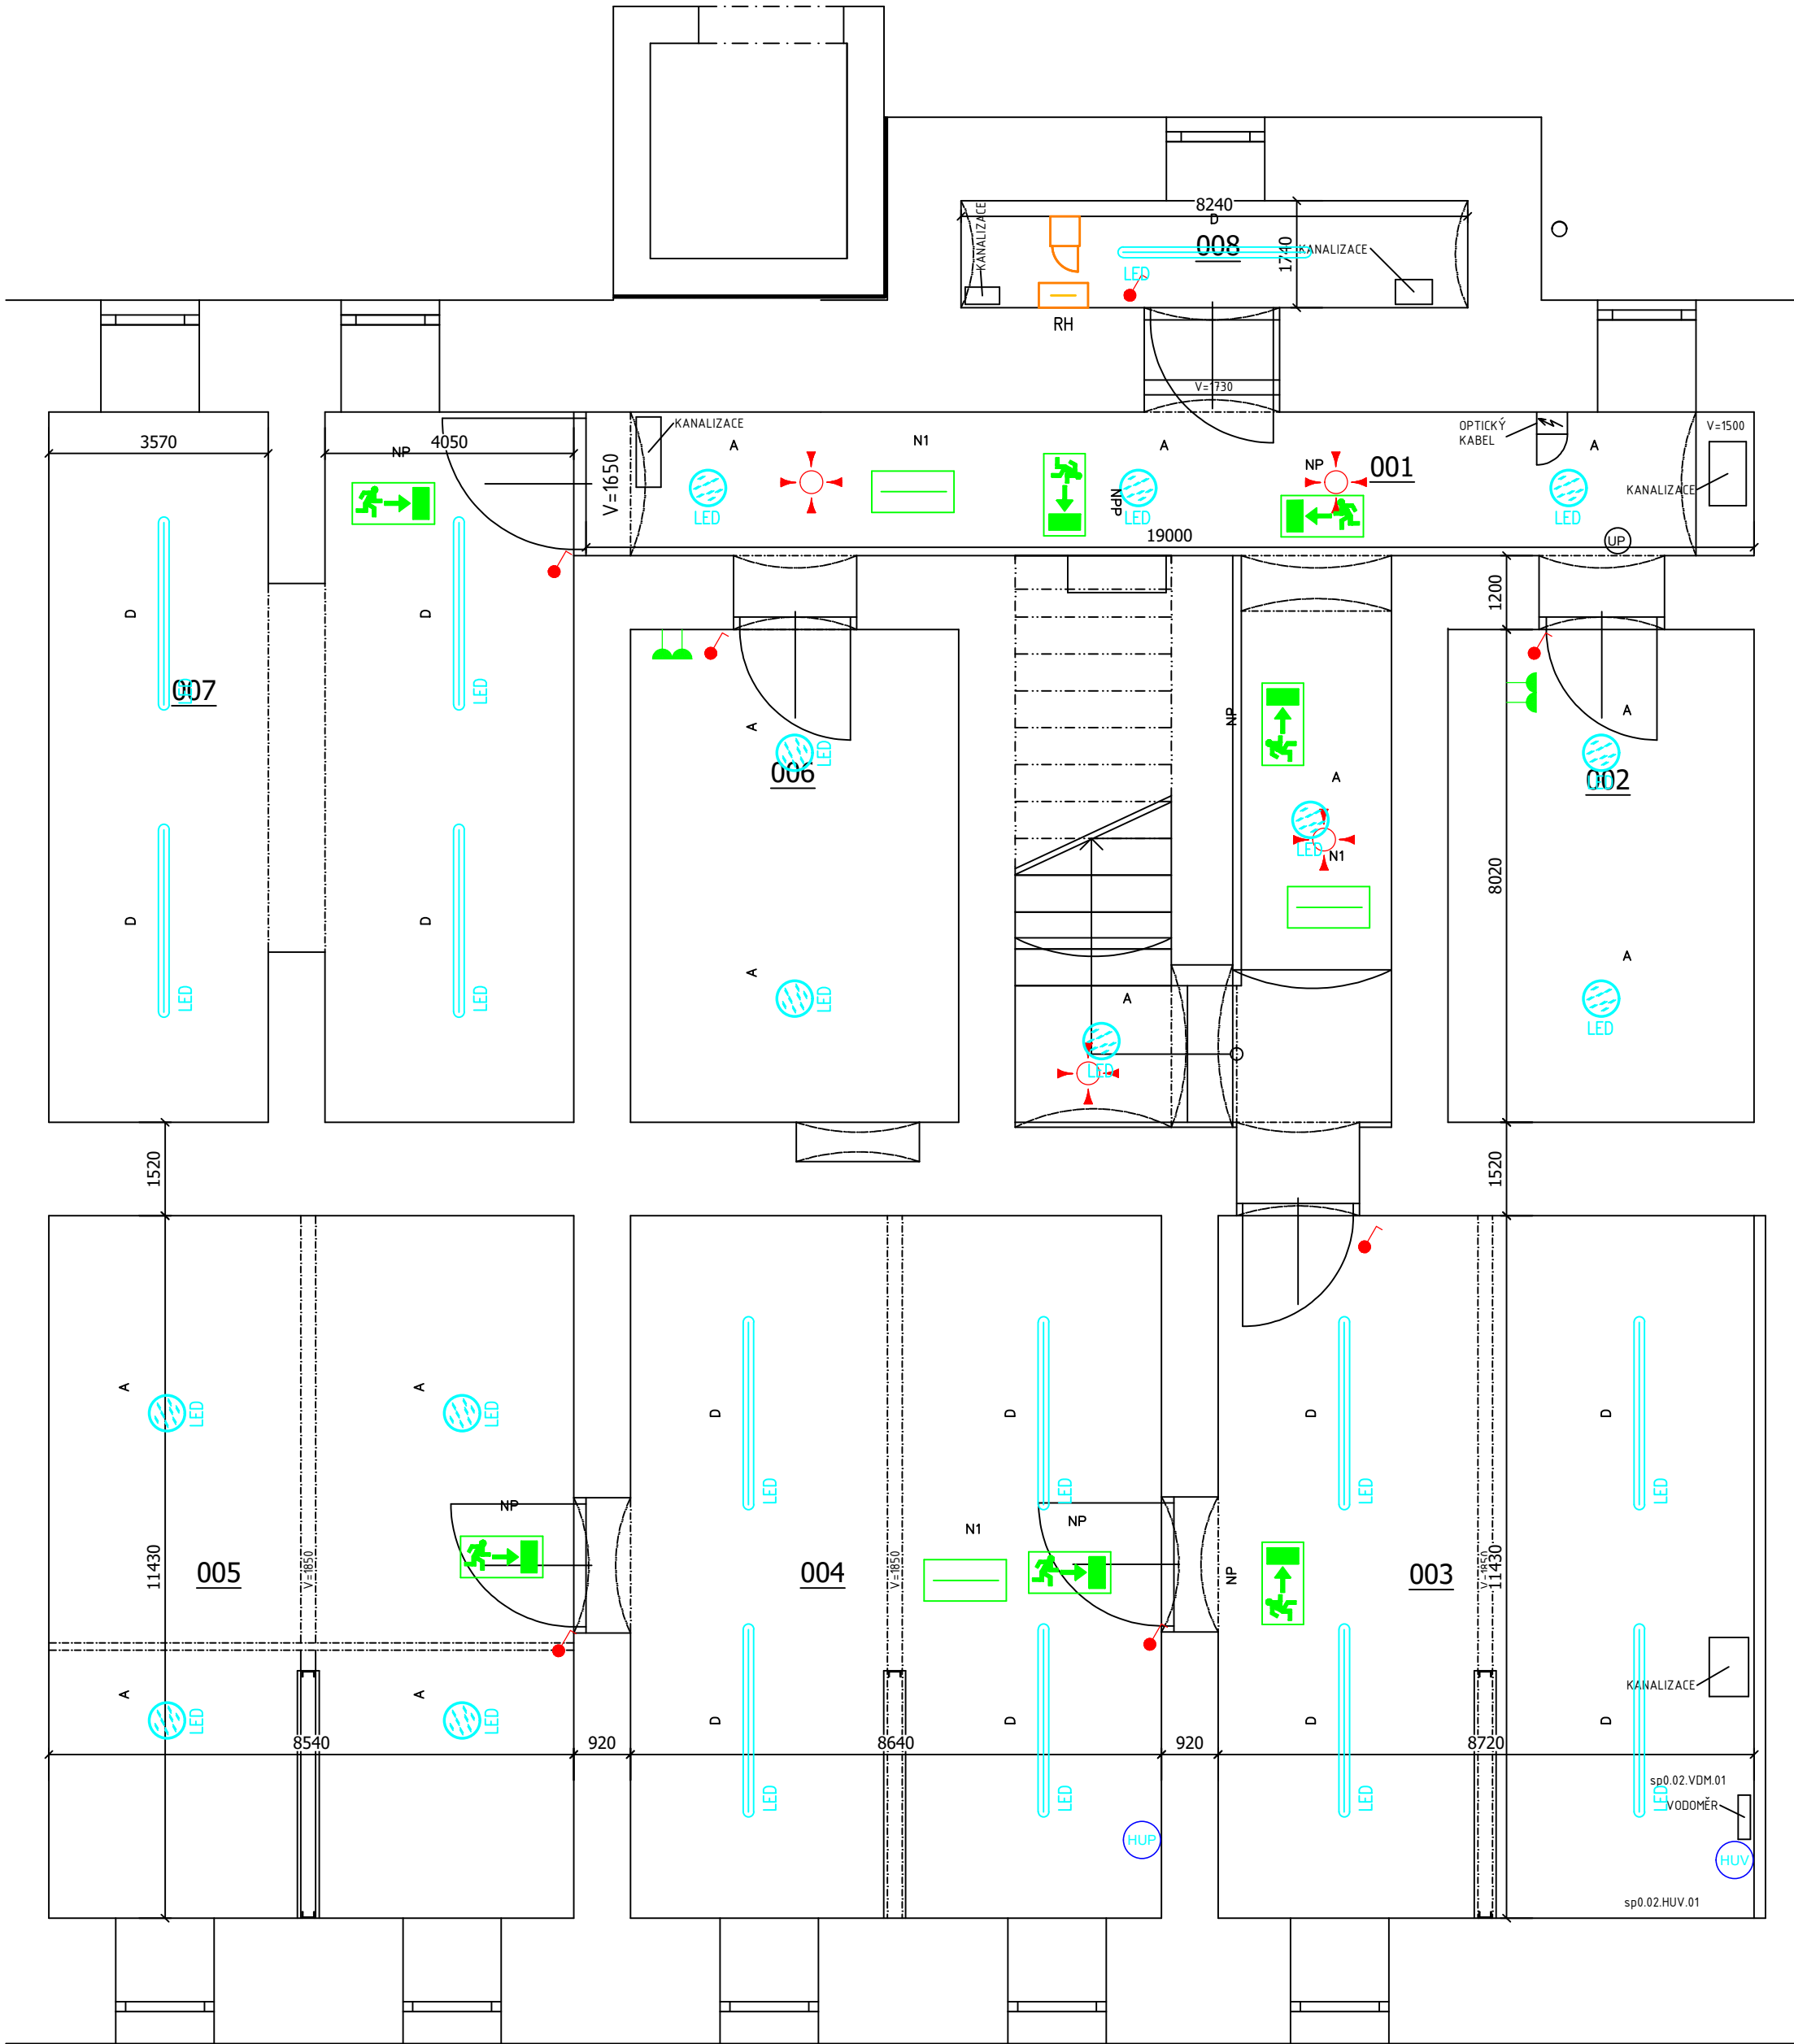 8240
D
008
KANALIZACE
1740
KANALIZACE
LED
RH
V=1730
3570
4050
NP
KANALIZACE
V=1650
A
N1
A
NP
001
OPTICKÝ
KABEL
A
V=1500
KANALIZACE
LED
NPP
LED
LED
19000
UP
1200
D
D
007
LED
LED
A
LED
006
NP
A
LED
N1
A
002
LED
8020
D
D
LED
LED
A
LED
A
LED
A
LED
1520
1520
A
LED
A
LED
D
LED
D
LED
D
LED
D
LED
NP
005
11430
V=1850
004
V=1850
N1
NP
NP
003
V=1850
11430
A
LED
A
LED
D
LED
D
LED
D
LED
D
LED
KANALIZACE
8540
920
8640
920
8720
sp0.02.VDM.01
VODOMĚR
HUP
HUV
sp0.02.HUV.01